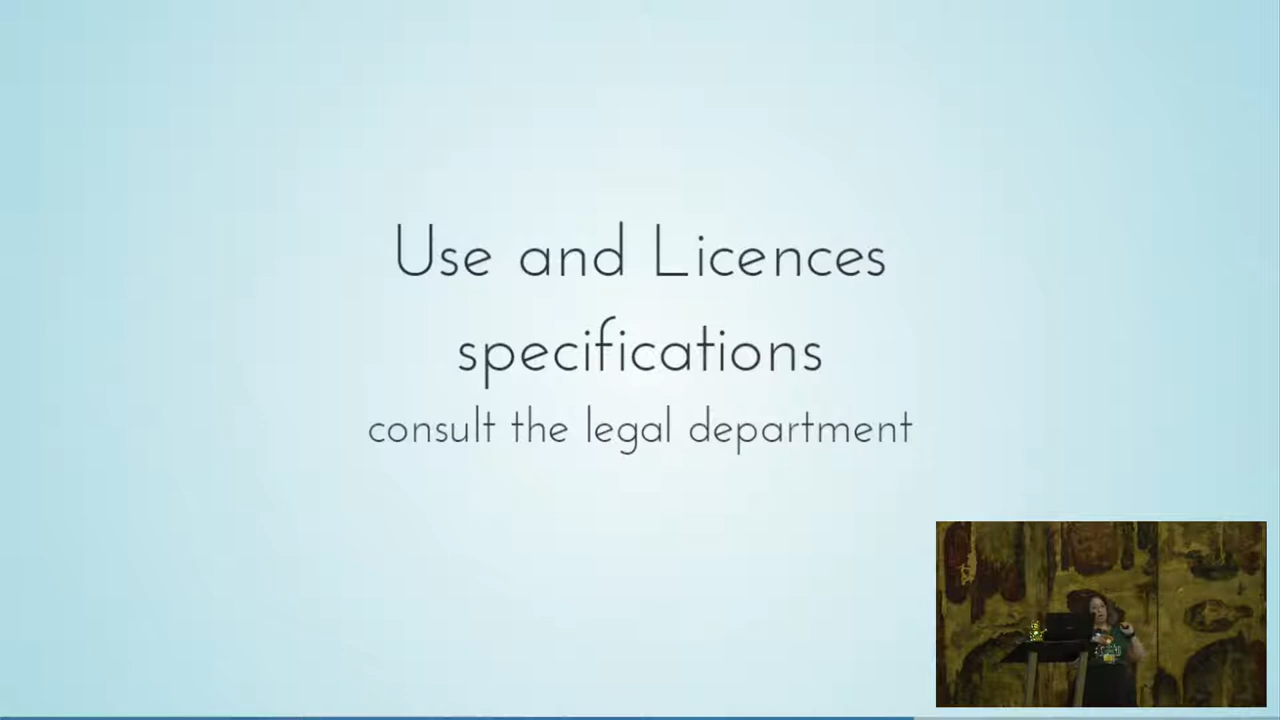 Use and Licences
specifications
consult the legal department